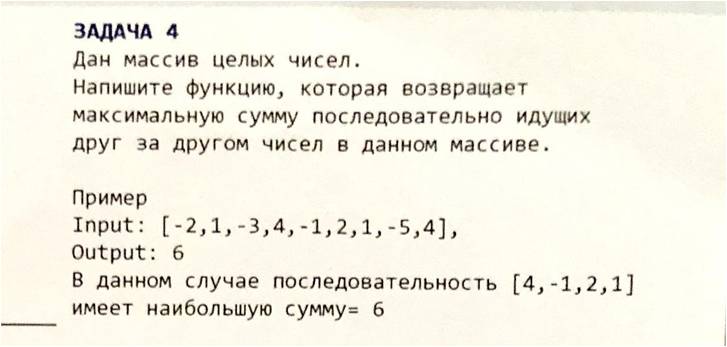 ЗАДАЧА 4
Дан массив целых чисел.
Напишите функцию, которая возвращает
максимальную сумму последовательно идущих
друг за другом чисел в данном массиве.
Пример
Input: [-2,1,-3,4,-1,2,1,-5,4],
Output: 6
В данном случае последовательность [4,-1,2,1]
имеет наибольшую сумму= 6